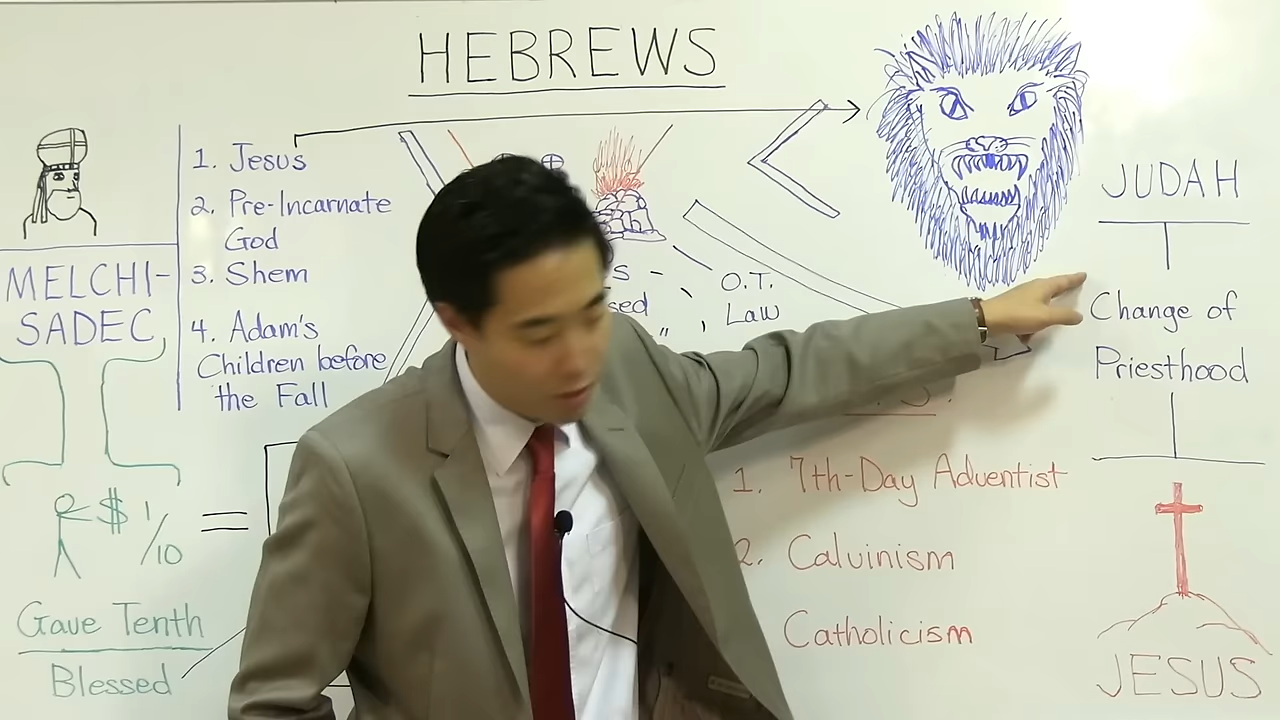 HEBREWS
MELCHI-
SADEC
1. Jesus
2. Pre-Incarnate
God
3. Shem
4. Adam's
Children before
the Fall
$ 1/10
=
Gave Tenth
Blessed
O.T.
Law
1. 7th-Day Adventist
2. Calvinism
Catholicism
JUDAH
Change of
Priesthood
JESUS